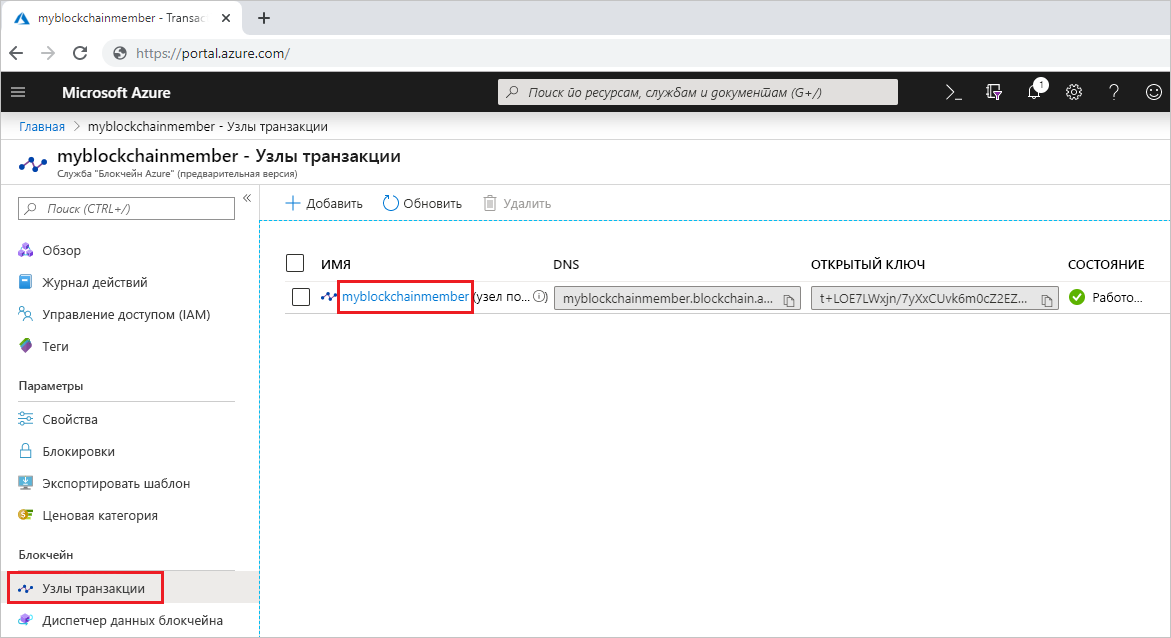 myblockchainmember - Transac
https://portal.azure.com/
Microsoft Azure
Поиск по ресурсам, службам и документам (G+/)
1
Главная > myblockchainmember - Узлы транзакции
myblockchainmember - Узлы транзакции
Служба "Блокчейн Azure" (предварительная версия)
Поиск (CTRL+/)
Обзор
Журнал действий
Управление доступом (IAM)
Теги
Параметры
Свойства
Блокировки
Экспортировать шаблон
Ценовая категория
Блокчейн
Узлы транзакции
Диспетчер данных блокчейна
Добавить Обновить Удалить
ИМЯ DNS ОТКРЫТЫЙ КЛЮЧ СОСТОЯНИЕ
myblockchainmember (узел по... myblockchainmember.blockchain.a... t+LOE7LWxjn/7yXxCUvk6m0cZ2EZ... Работо...